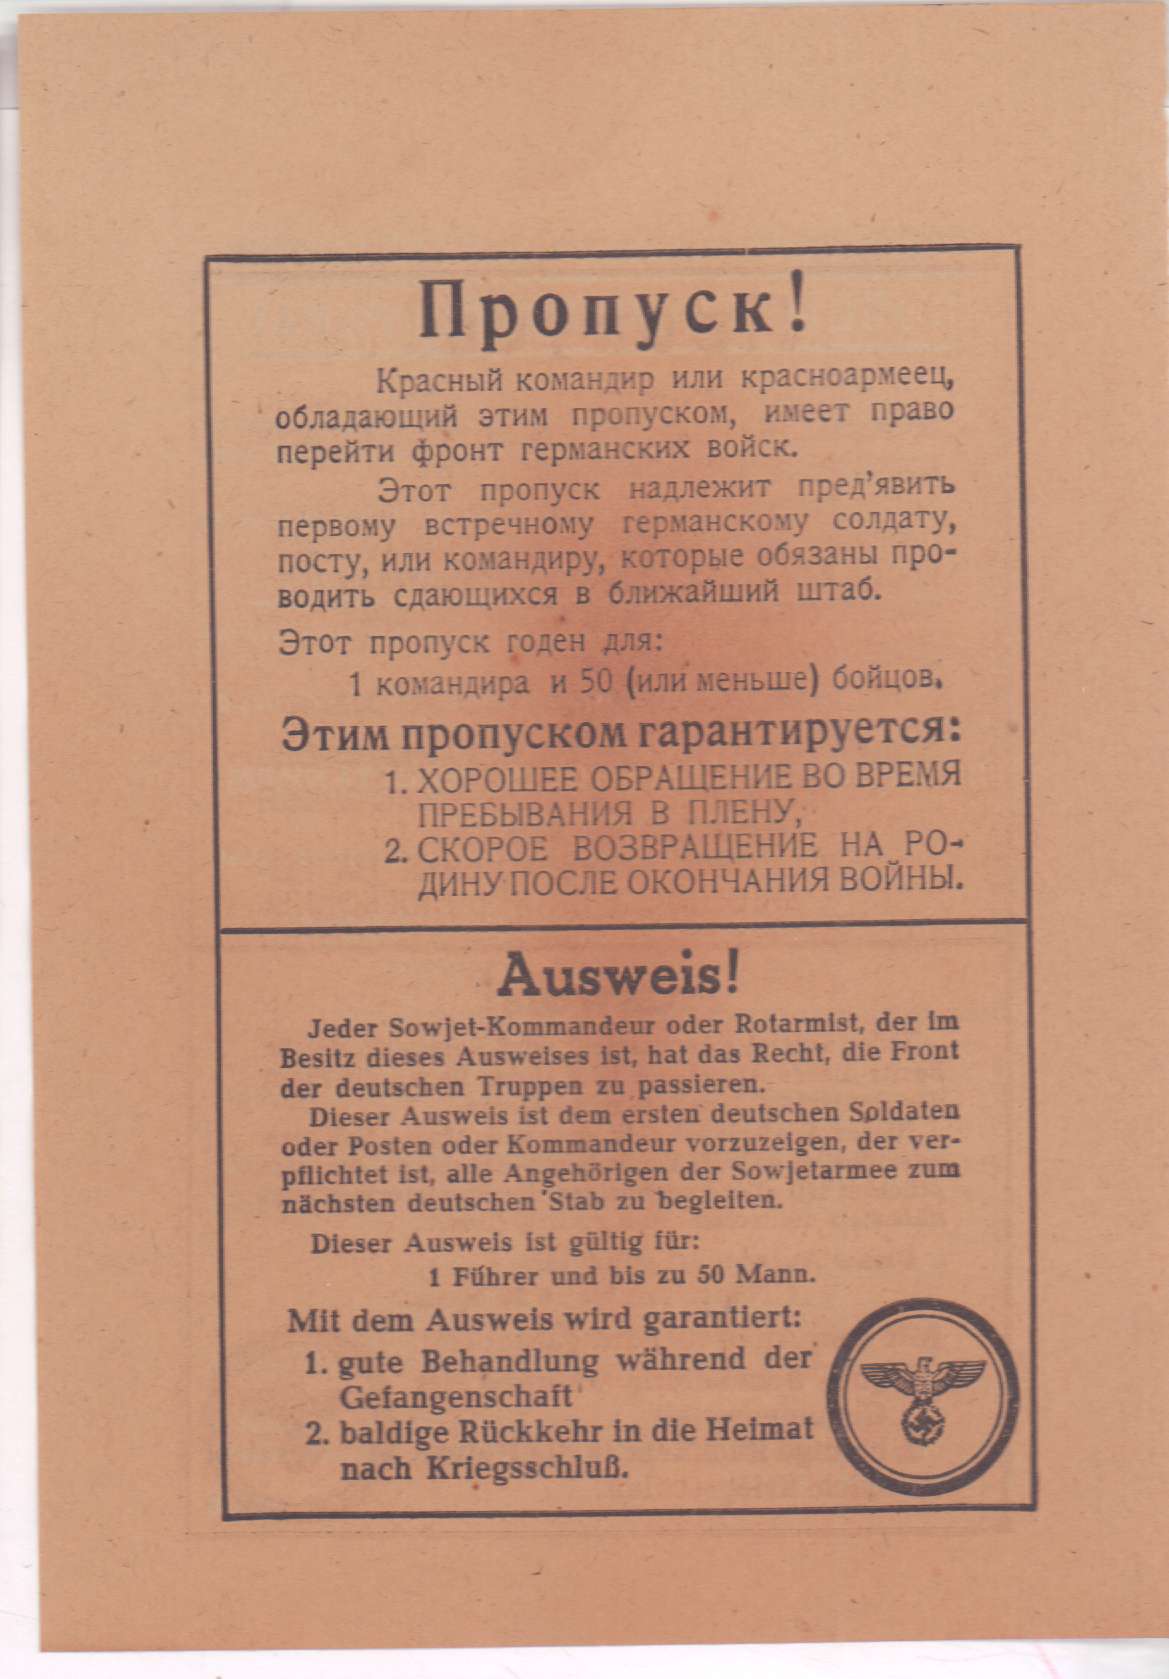 Пропуск!
Красный командир или красноармеец,
обладающий этим пропуском, имеет право
перейти фронт германских войск.
Этот пропуск надлежит пред'явить
первому встречному германскому солдату,
посту, или командиру, которые обязаны про-
водить сдающихся в ближайший штаб.
Этот пропуск годен для:
1 командира и 50 (или меньше) бойцов.
Этим пропуском гарантируется:
1. ХОРОШЕЕ ОБРАЩЕНИЕ ВО ВРЕМЯ
ПРЕБЫВАНИЯ В ПЛЕНУ,
2. СКОРОЕ ВОЗВРАЩЕНИЕ НА РО-
ДИНУ ПОСЛЕ ОКОНЧАНИЯ ВОЙНЫ.
Ausweis!
Jeder Sowjet-Kommandeur oder Rotarmist, der im
Besitz dieses Ausweises ist, hat das Recht, die Front
der deutschen Truppen zu passieren.
Dieser Ausweis ist dem ersten deutschen Soldaten
oder Posten oder Kommandeur vorzuzeigen, der ver-
pflichtet ist, alle Angehörigen der Sowjetarmee zum
nächsten deutschen Stab zu begleiten.
Dieser Ausweis ist gültig für:
1 Führer und bis zu 50 Mann.
Mit dem Ausweis wird garantiert:
1. gute Behandlung während der
Gefangenschaft
2. baldige Rückkehr in die Heimat
nach Kriegsschluß.